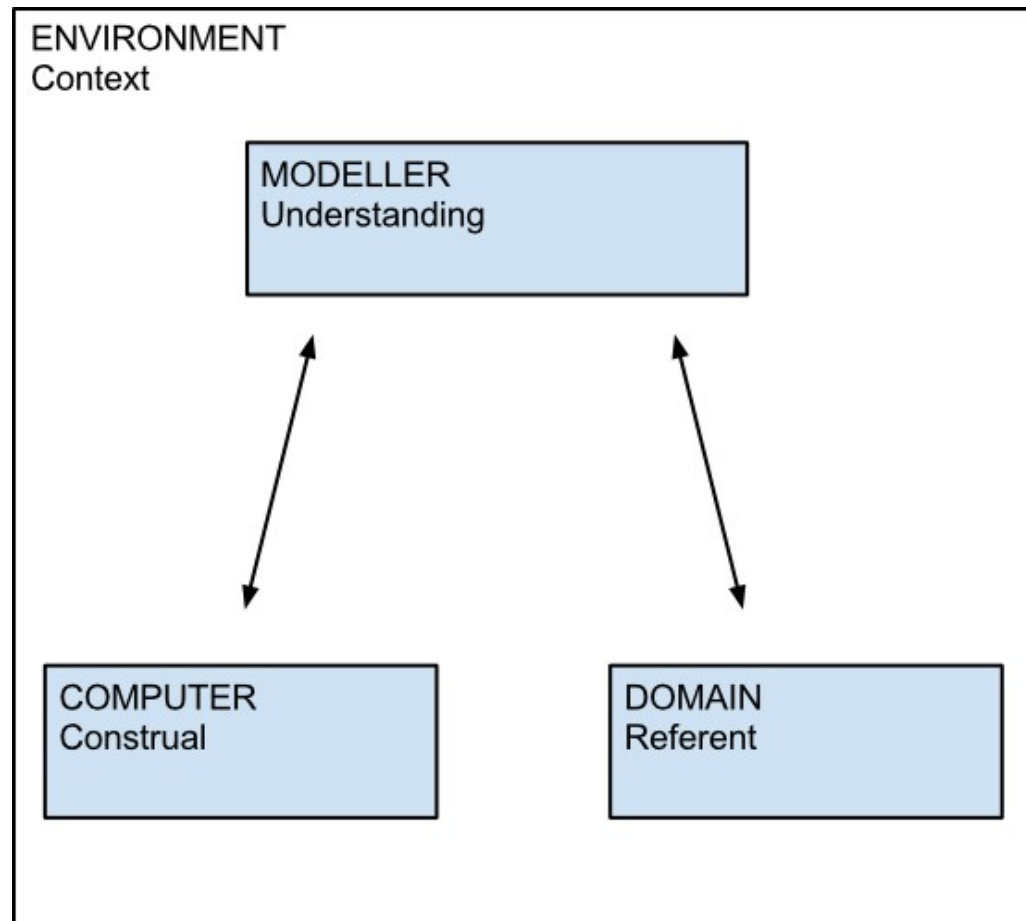 ENVIRONMENT
Context
MODELLER
Understanding
COMPUTER
Construal
DOMAIN
Referent